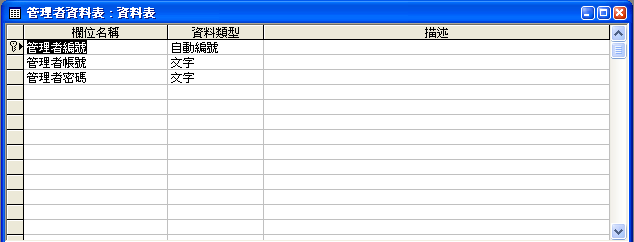 管理者資料表 : 資料表
欄位名稱 資料類型 描述
管理者編號 自動編號
管理者帳號 文字
管理者密碼 文字